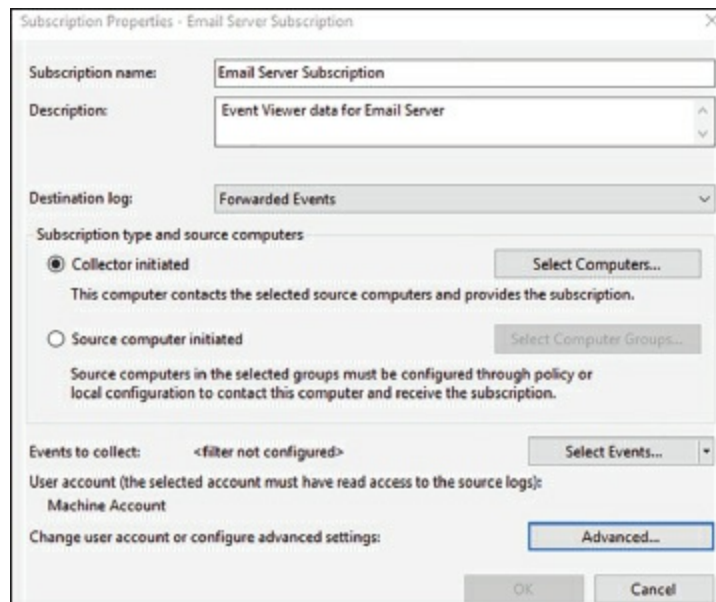 Subscription Properties - Email Server Subscription
Subscription name:
Email Server Subscription
Description:
Event Viewer data for Email Server
Destination log:
Forwarded Events
Subscription type and source computers
Collector initiated
Select Computers...
This computer contacts the selected source computers and provides the subscription.
Source computer initiated
Select Computer Groups...
Source computers in the selected groups must be configured through policy or
local configuration to contact this computer and receive the subscription.
Events to collect:
<filter not configured>
Select Events...
User account (the selected account must have read access to the source logs):
Machine Account
Change user account or configure advanced settings:
Advanced...
OK
Cancel